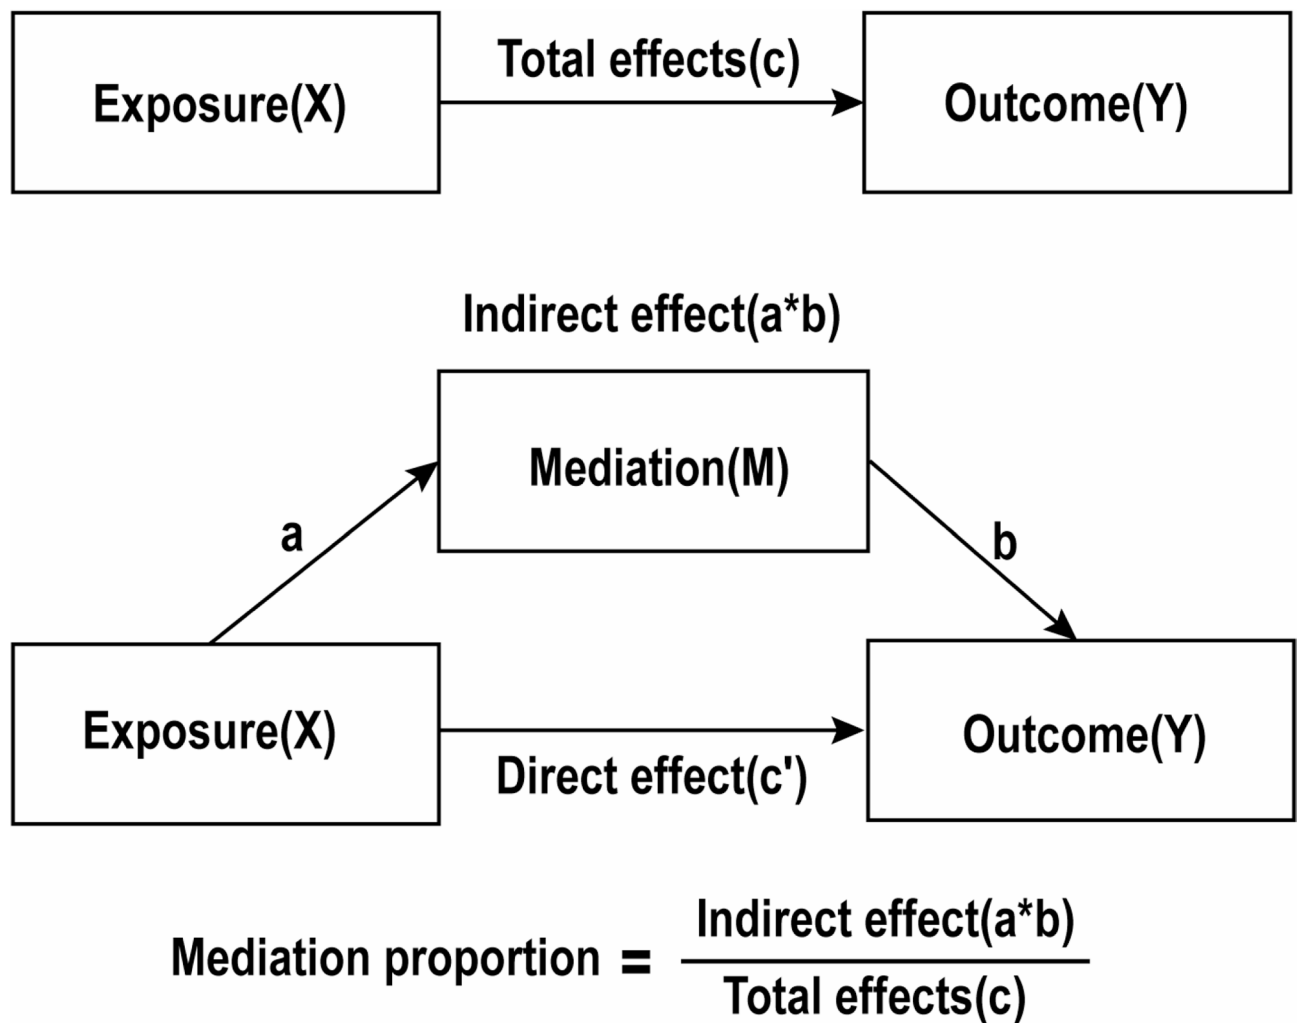 Total effects(c)
Exposure(X)
Outcome(Y)
Indirect effect(a*b)
Mediation(M)
a
b
Exposure(X)
Outcome(Y)
Direct effect(c')
Mediation proportion = Indirect effect(a*b)
Total effects(c)